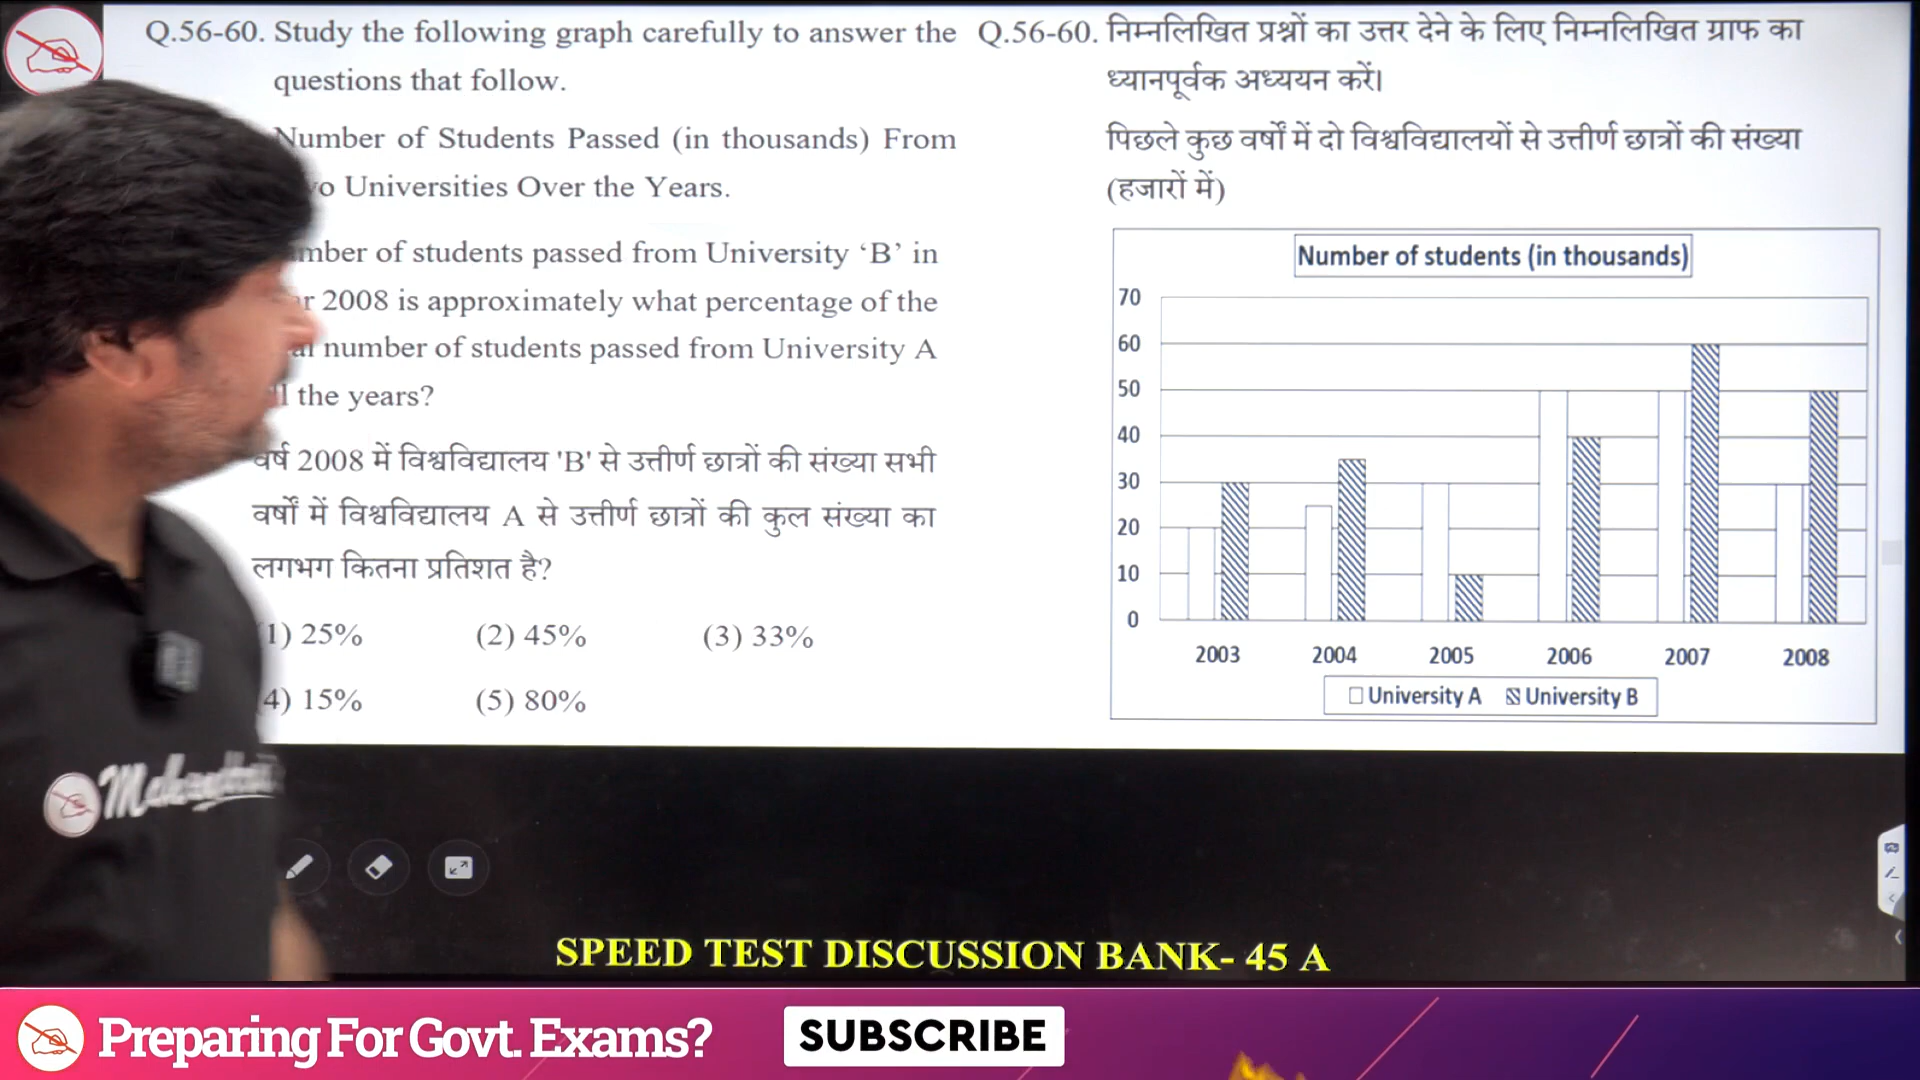 Q.56-60. Study the following graph carefully to answer the
questions that follow.
Number of Students Passed (in thousands) From
Universities Over the Years.
of students passed from University ‘B’ in
2008 is approximately what percentage of the
number of students passed from University A
the years?
वर्ष 2008 में विश्वविद्यालय 'B' से उत्तीर्ण छात्रों की संख्या सभी
वर्षों में विश्वविद्यालय A से उत्तीर्ण छात्रों की कुल संख्या का
लगभग कितना प्रतिशत है?
1) 25% (2) 45% (3) 33%
4) 15% (5) 80%
Q.56-60. निम्नलिखित प्रश्नों का उत्तर देने के लिए निम्नलिखित ग्राफ का
ध्यानपूर्वक अध्ययन करें।
पिछले कुछ वर्षों में दो विश्वविद्यालयों से उत्तीर्ण छात्रों की संख्या
(हजारों में)
Number of students (in thousands)
70
60
50
40
30
20
10
0
2003 2004 2005 2006 2007 2008
University A University B
SPEED TEST DISCUSSION BANK- 45 A
Preparing For Govt. Exams?
SUBSCRIBE